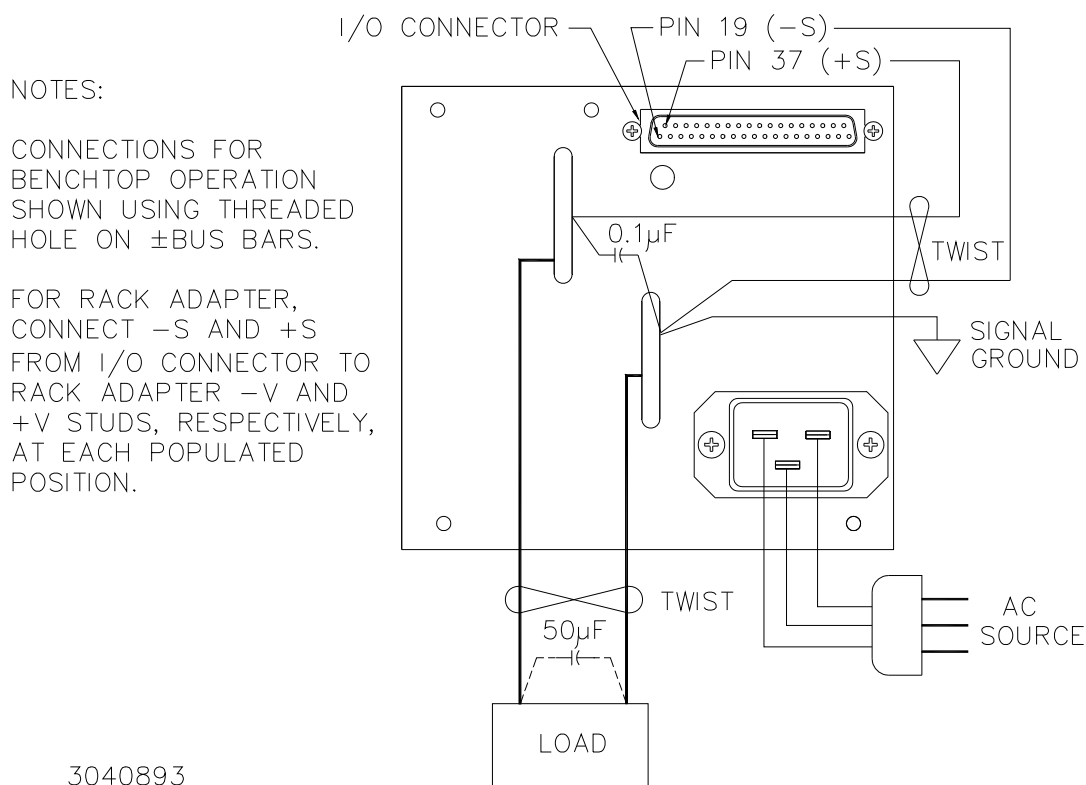 I/O CONNECTOR
PIN 19 (−S)
PIN 37 (+S)
NOTES:
CONNECTIONS FOR
BENCHTOP OPERATION
SHOWN USING THREADED
HOLE ON ±BUS BARS.
FOR RACK ADAPTER,
CONNECT −S AND +S
FROM I/O CONNECTOR TO
RACK ADAPTER −V AND
+V STUDS, RESPECTIVELY,
AT EACH POPULATED
POSITION.
0.1µF
TWIST
SIGNAL
GROUND
TWIST
50µF
AC
SOURCE
LOAD
3040893